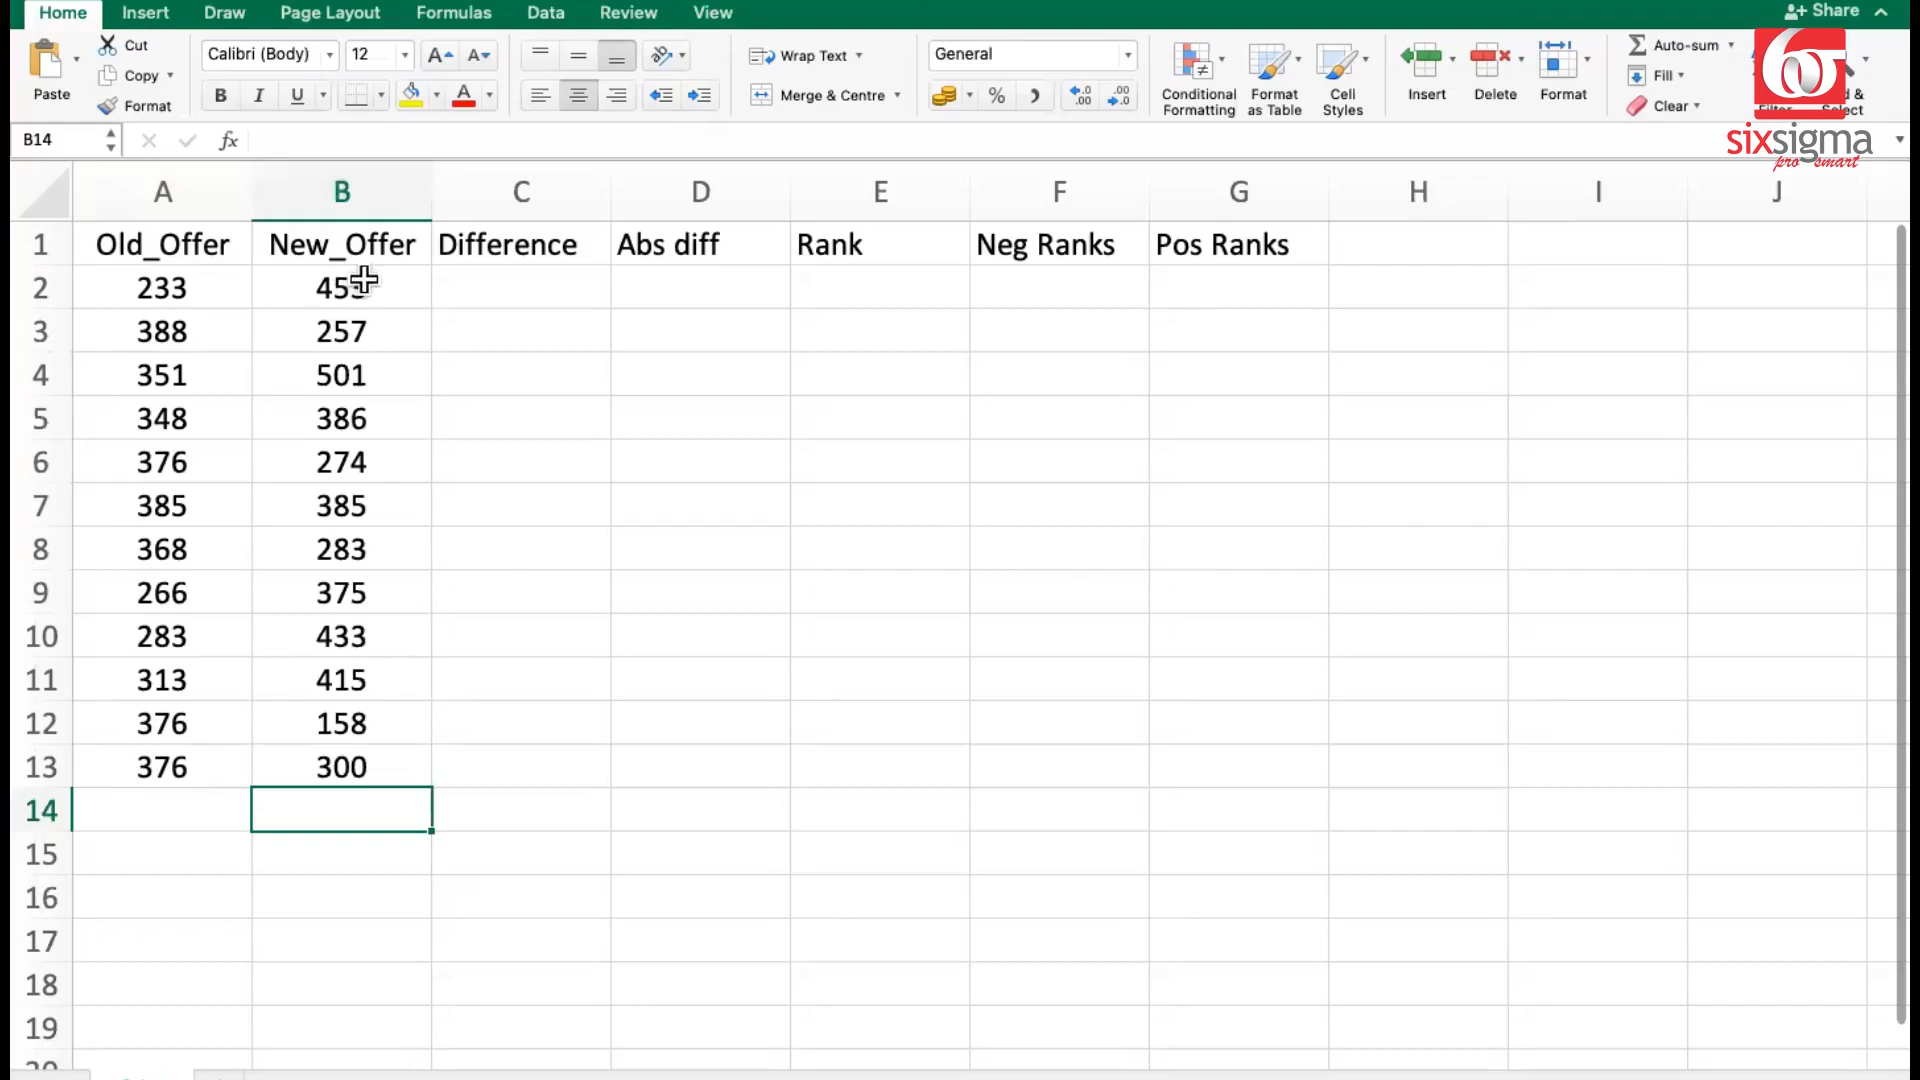 Home Insert Draw Page Layout Formulas Data Review View Share
Cut Calibri (Body) 12 Wrap Text General Auto-sum
Copy Fill
Paste Format B I U Merge & Centre % Conditional Formatting Format as Table Cell Styles Insert Delete Format Clear Select
sixsigma
pro smart
B14 fx
A B C D E F G H I J
1 Old_Offer New_Offer Difference Abs diff Rank Neg Ranks Pos Ranks
2 233
3 388 257
4 351 501
5 348 386
6 376 274
7 385 385
8 368 283
9 266 375
10 283 433
11 313 415
12 376 158
13 376 300
14
15
16
17
18
19